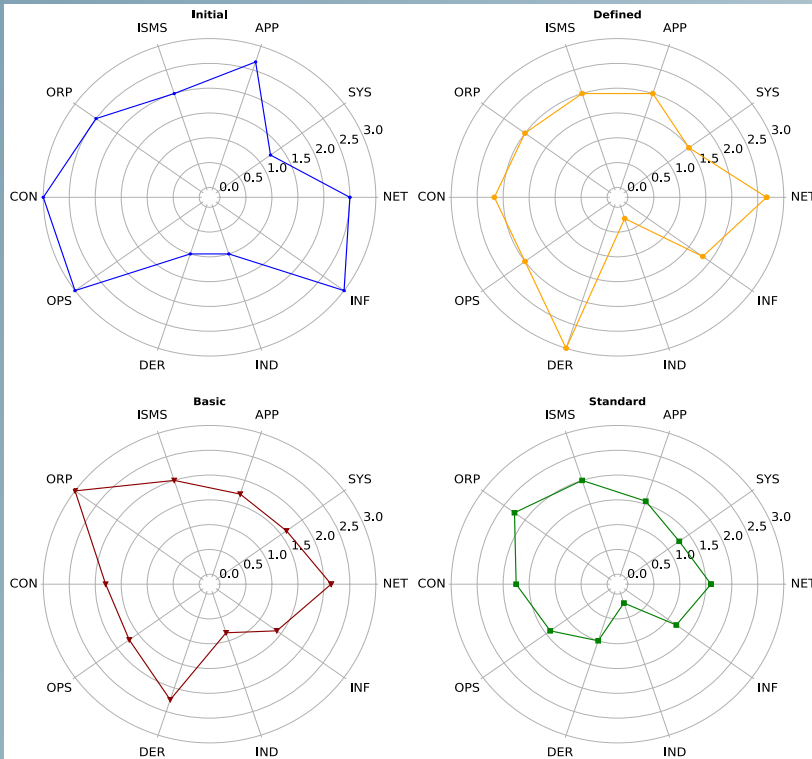 Initial
ISMS
APP
ORP
SYS
CON
NET
OPS
INF
DER
IND
0.0
0.5
1.0
1.5
2.0
2.5
3.0
Defined
ISMS
APP
ORP
SYS
CON
NET
OPS
INF
DER
IND
0.0
0.5
1.0
1.5
2.0
2.5
3.0
Basic
ISMS
APP
ORP
SYS
CON
NET
OPS
INF
DER
IND
0.0
0.5
1.0
1.5
2.0
2.5
3.0
Standard
ISMS
APP
ORP
SYS
CON
NET
OPS
INF
DER
IND
0.0
0.5
1.0
1.5
2.0
2.5
3.0